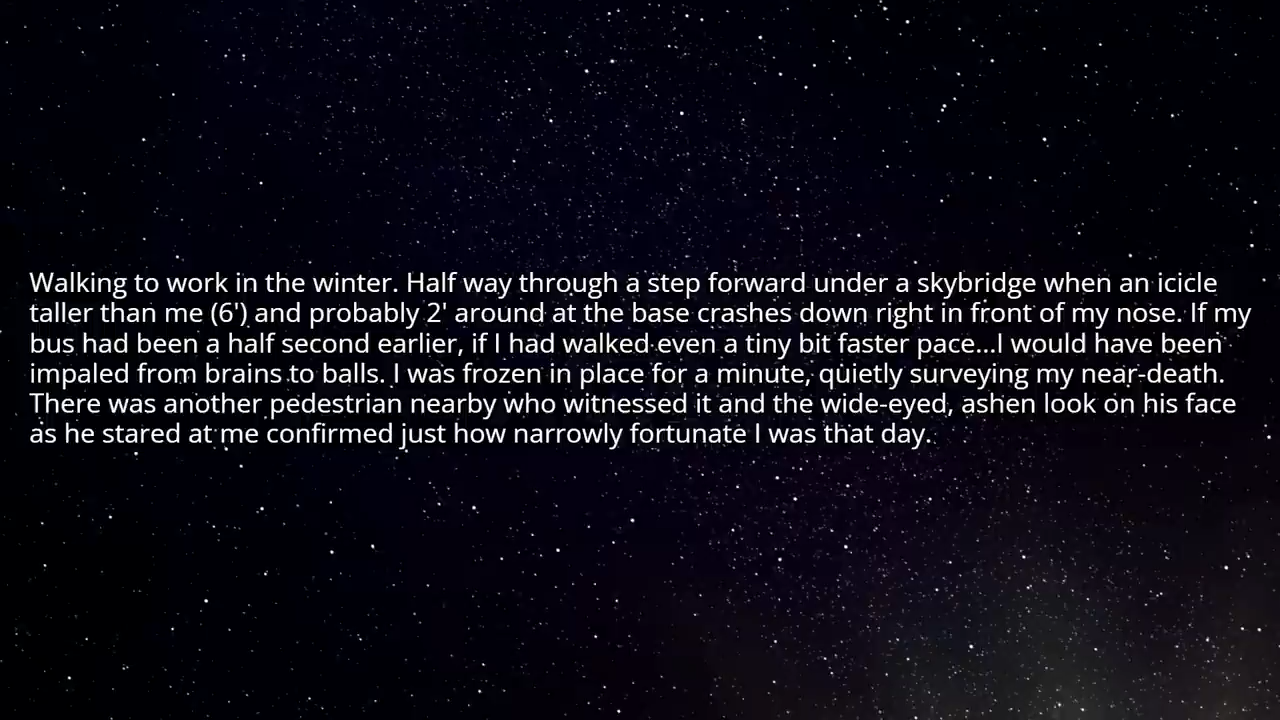 Walking to work in the winter. Half way through a step forward under a skybridge when an icicle
taller than me (6') and probably 2' around at the base crashes down right in front of my nose. If my
bus had been a half second earlier, if I had walked even a tiny bit faster pace...I would have been
impaled from brains to balls. I was frozen in place for a minute, quietly surveying my near-death.
There was another pedestrian nearby who witnessed it and the wide-eyed, ashen look on his face
as he stared at me confirmed just how narrowly fortunate I was that day.